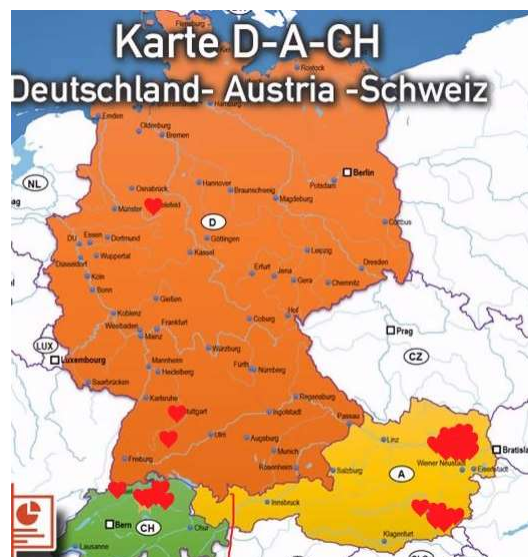 Flensburg
Karte D-A-CH
Rostock
Deutschland- Austria -Schweiz
Hamburg
Emden
Oldenburg
Bremen
NL
Berlin
Potsdam
Hannover
Osnabrück
Braunschweig
Magdeburg
Münster
D
Cottbus
Essen
Dortmund
Göttingen
DU
Leipzig
Wuppertal
Kassel
Düsseldorf
Dresden
Erfurt
Jena
Köln
Gera
Chemnitz
Bonn
Gießen
Koblenz
Coburg
Hof
Frankfurt
Wiesbaden
Prag
Mainz
LUX
Würzburg
CZ
Luxembourg
Mannheim
Fürth
Heidelberg
Nürnberg
Saarbrücken
Karlsruhe
Regensburg
Ingolstadt
Passau
Ulm
Augsburg
Linz
Munich
Freiburg
Wiener Neustadt
Rosenheim
Salzburg
Eisenstadt
A
Innsbruck
Bern
CH
Chur
Klagenfurt
Lausanne